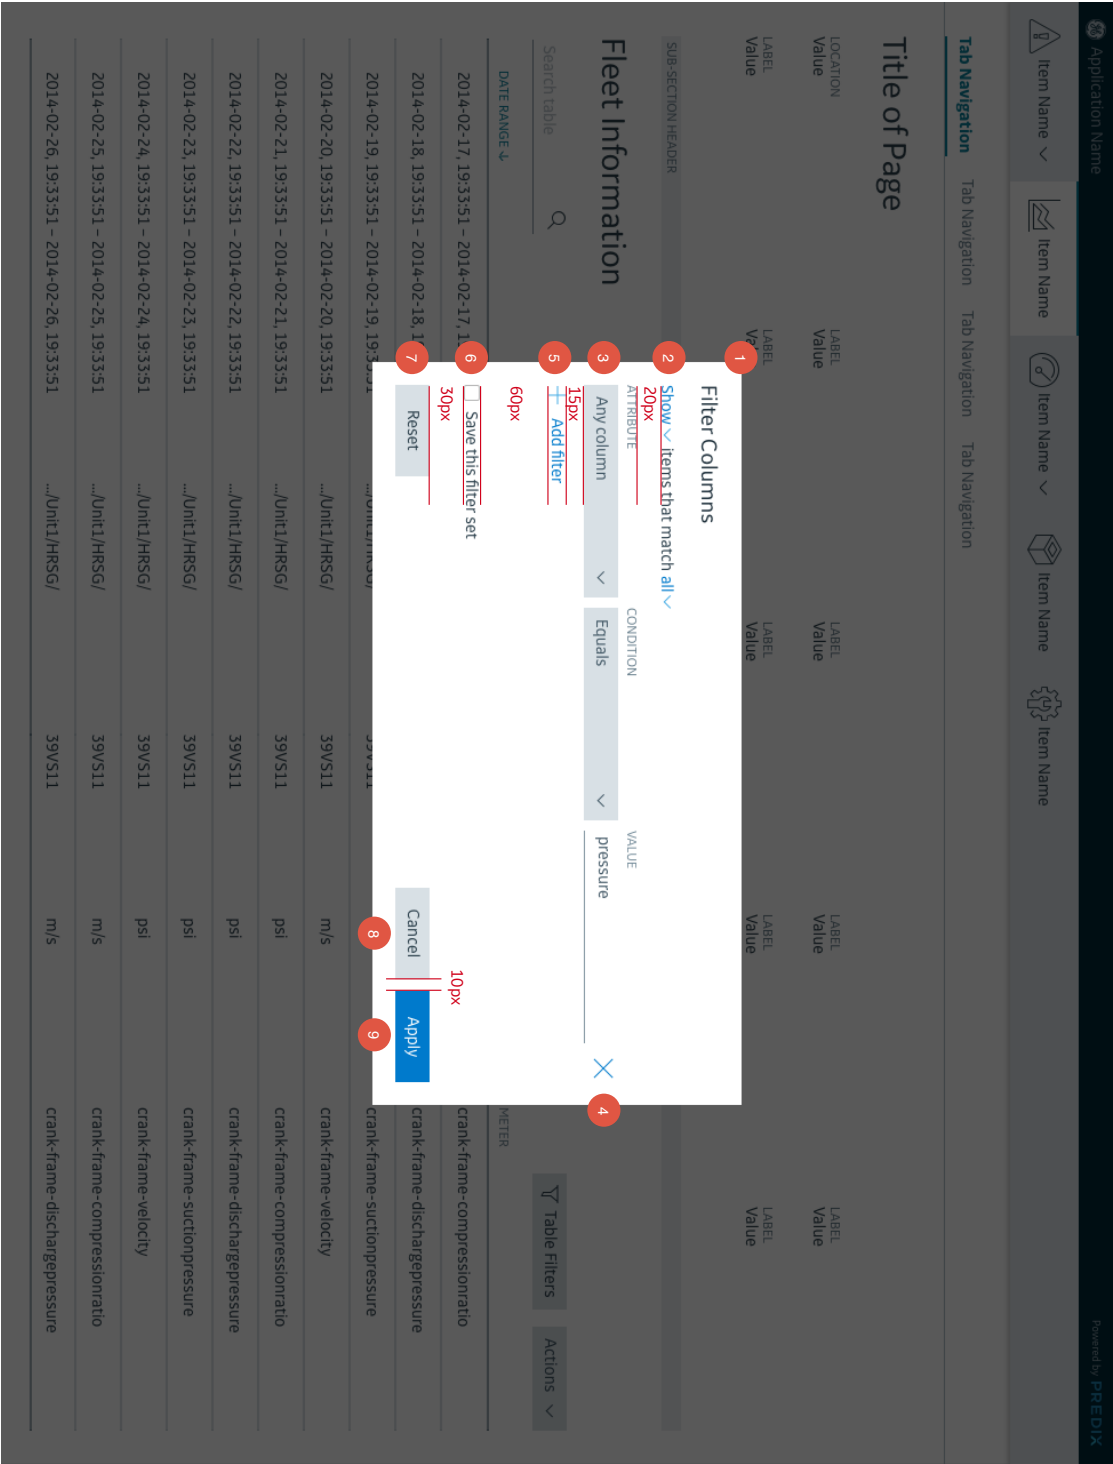 Application Name
Powered by PREDIX
Item Name
Item Name
Item Name
Item Name
Item Name
Tab Navigation
Tab Navigation
Tab Navigation
Tab Navigation
Title of Page
LOCATION
Value
LABEL
Value
LABEL
Value
LABEL
Value
LABEL
Value
LABEL
Value
LABEL
Value
LABEL
Value
LABEL
Value
LABEL
Value
SUB-SECTION HEADER
Fleet Information
Search table
Table Filters
Actions
DATE RANGE
METER
2014-02-17, 19:33:51 – 2014-02-17, 1
crank-frame-compressionratio
2014-02-18, 19:33:51 – 2014-02-18, 1
crank-frame-dischargepressure
2014-02-19, 19:33:51 – 2014-02-19, 19:33:51 .../Unit1/HRSG/ 39VS11
crank-frame-suctionpressure
2014-02-20, 19:33:51 – 2014-02-20, 19:33:51 .../Unit1/HRSG/ 39VS11 m/s crank-frame-velocity
2014-02-21, 19:33:51 – 2014-02-21, 19:33:51 .../Unit1/HRSG/ 39VS11 psi crank-frame-compressionratio
2014-02-22, 19:33:51 – 2014-02-22, 19:33:51 .../Unit1/HRSG/ 39VS11 psi crank-frame-dischargepressure
2014-02-23, 19:33:51 – 2014-02-23, 19:33:51 .../Unit1/HRSG/ 39VS11 psi crank-frame-suctionpressure
2014-02-24, 19:33:51 – 2014-02-24, 19:33:51 .../Unit1/HRSG/ 39VS11 psi crank-frame-velocity
2014-02-25, 19:33:51 – 2014-02-25, 19:33:51 .../Unit1/HRSG/ 39VS11 m/s crank-frame-compressionratio
2014-02-26, 19:33:51 – 2014-02-26, 19:33:51 .../Unit1/HRSG/ 39VS11 m/s crank-frame-dischargepressure
1
Filter Columns
2
Show items that match all
20px
ATTRIBUTE
CONDITION
VALUE
3
Any column
Equals
pressure
4
15px
5
Add filter
60px
6
Save this filter set
30px
10px
7
Reset
Cancel
Apply
8
9